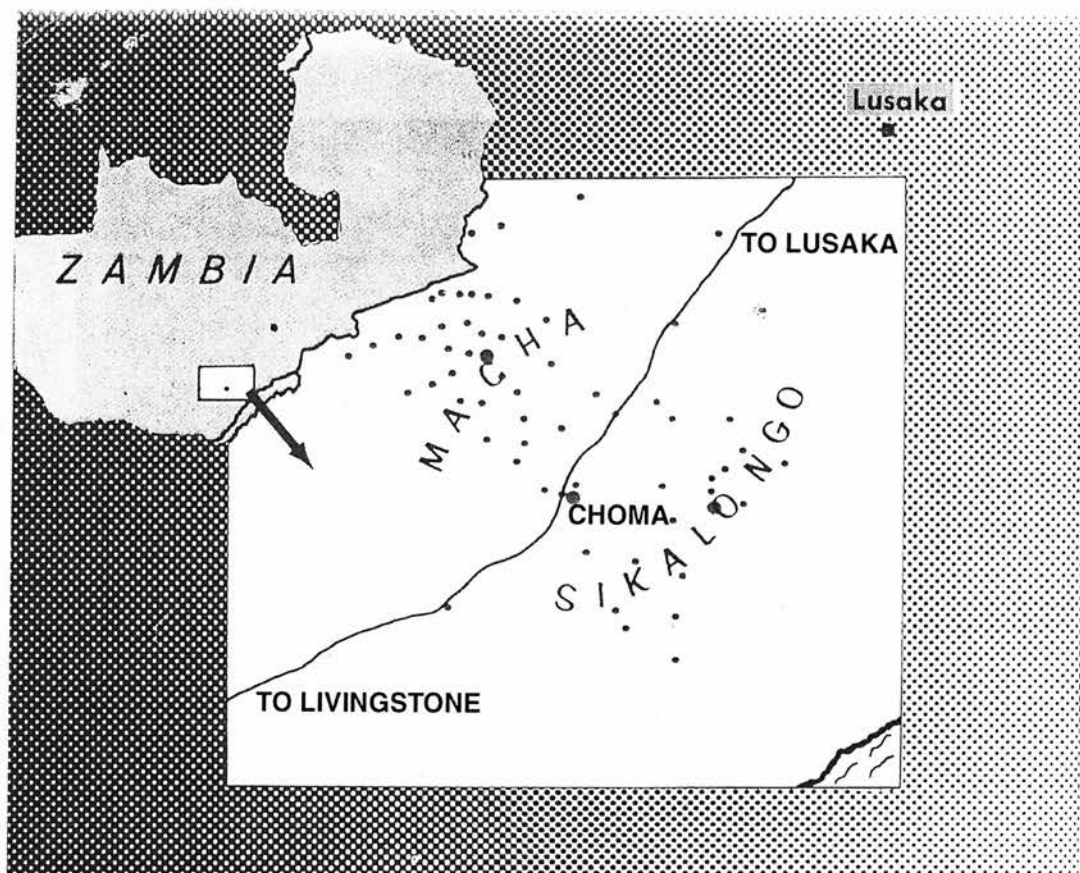 Lusaka
ZAMBIA
TO LUSAKA
MACHA
CHOMA
SIKALONGO
TO LIVINGSTONE